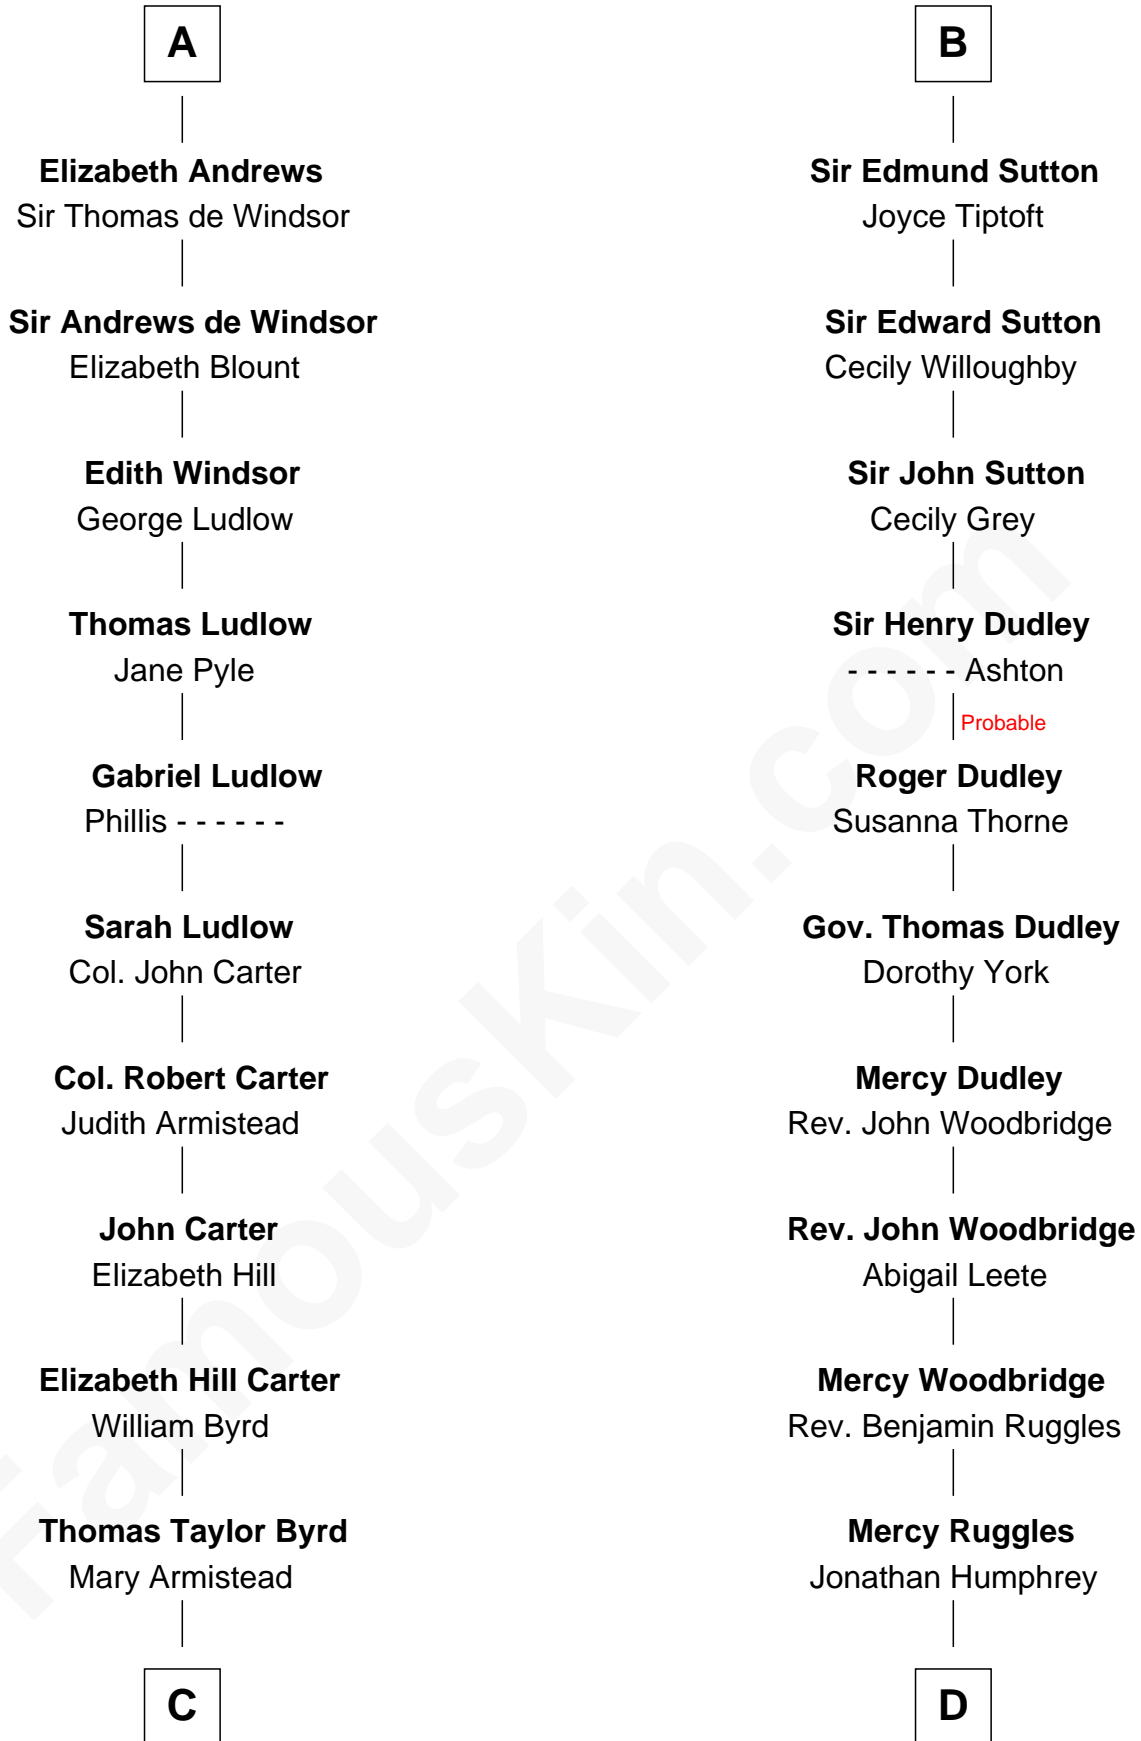 A
Elizabeth Andrews
Sir Thomas de Windsor
Sir Andrews de Windsor
Elizabeth Blount
Edith Windsor
George Ludlow
Thomas Ludlow
Jane Pyle
Gabriel Ludlow
Phillis - - - - - -
Sarah Ludlow
Col. John Carter
Col. Robert Carter
Judith Armistead
John Carter
Elizabeth Hill
Elizabeth Hill Carter
William Byrd
Thomas Taylor Byrd
Mary Armistead
C
B
Sir Edmund Sutton
Joyce Tiptoft
Sir Edward Sutton
Cecily Willoughby
Sir John Sutton
Cecily Grey
Sir Henry Dudley
- - - - - - Ashton
Probable
Roger Dudley
Susanna Thorne
Gov. Thomas Dudley
Dorothy York
Mercy Dudley
Rev. John Woodbridge
Rev. John Woodbridge
Abigail Leete
Mercy Woodbridge
Rev. Benjamin Ruggles
Mercy Ruggles
Jonathan Humphrey
D
FamousKin.com